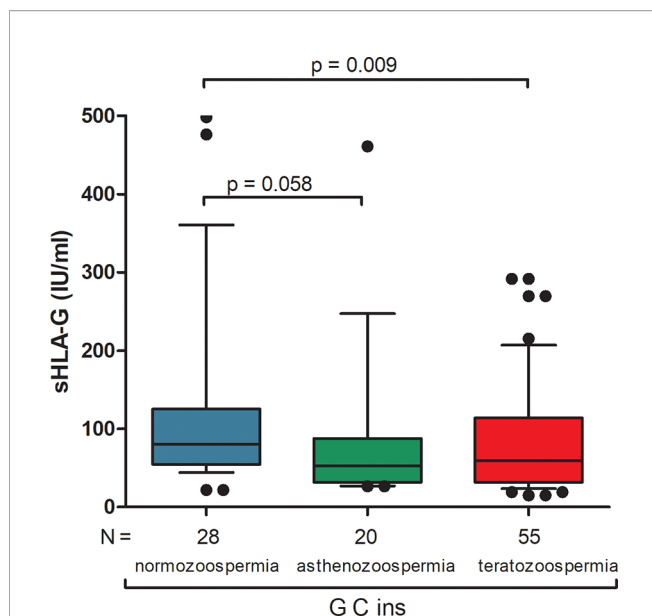 p = 0.009
500
p = 0.058
400
300
200
100
0
sHLA-G (IU/ml)
N = 28 20 55
normozoospermia asthenozoospermia teratozoospermia
G C ins